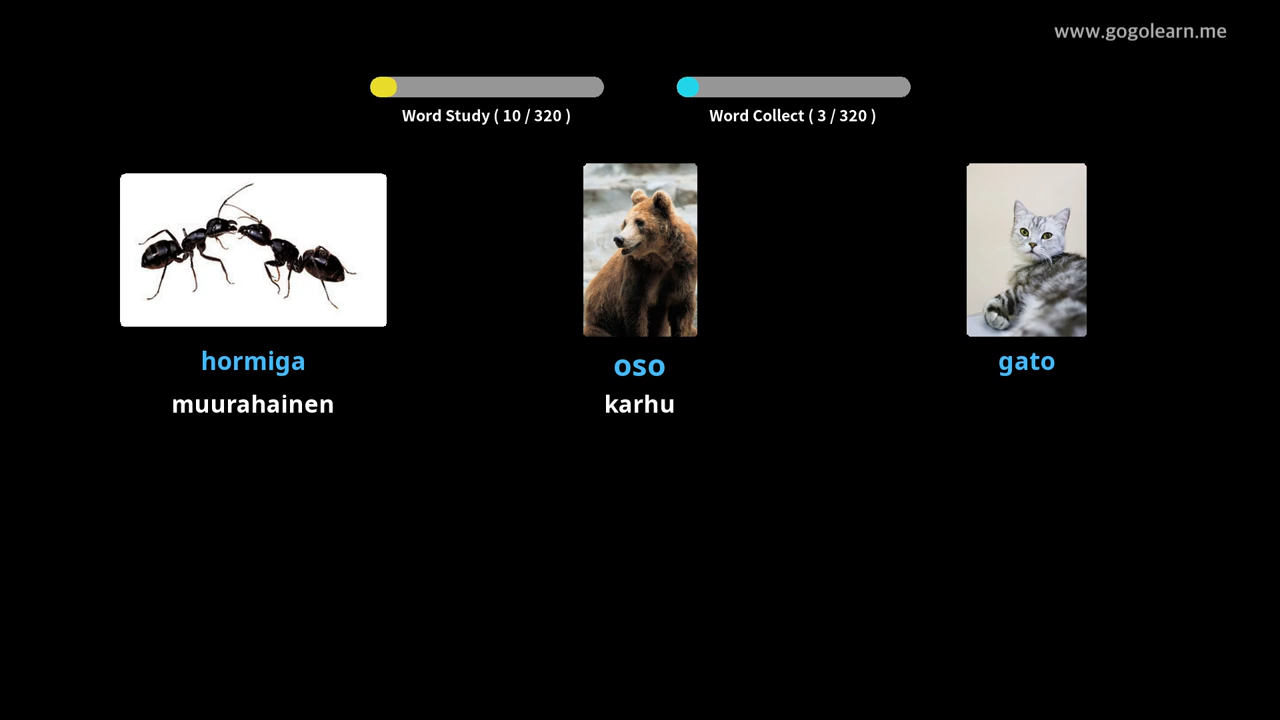 www.gogolearn.me
Word Study ( 10 / 320 )
Word Collect ( 3 / 320 )
hormiga
oso
gato
muurahainen
karhu